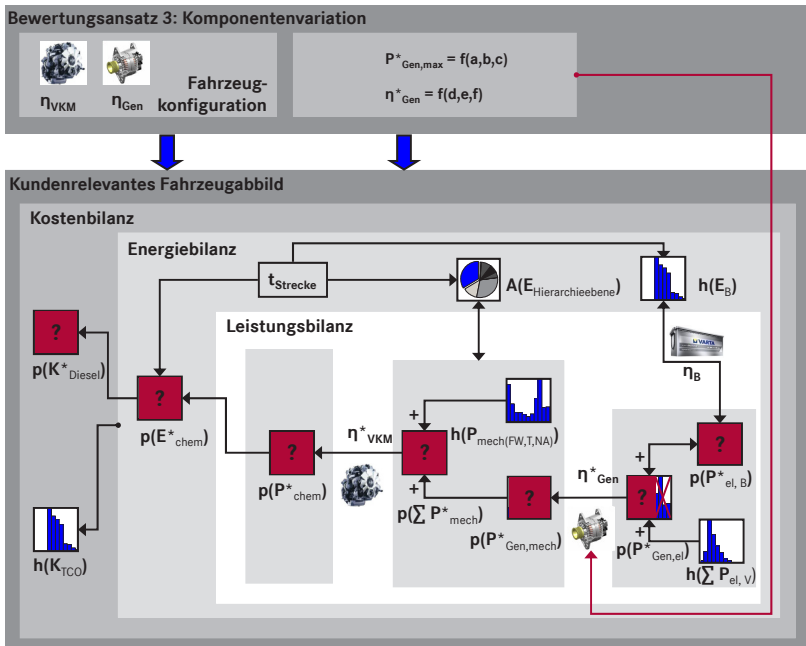 Bewertungsansatz 3: Komponentenvariation
η_VKM
η_Gen
Fahrzeug-
konfiguration
P*_Gen,max = f(a,b,c)
η*_Gen = f(d,e,f)
Kundenrelevantes Fahrzeugabbild
Kostenbilanz
Energiebilanz
t_Strecke
A(E_Hierarchieebene)
h(E_B)
Leistungsbilanz
VARTA
η_B
?
p(K*_Diesel)
?
p(E*_chem)
?
p(P*_chem)
η*_VKM
?
+
+
h(P_mech(FW,T,NA))
p(∑ P*_mech)
?
p(P*_Gen,mech)
η*_Gen
?
+
+
p(P*_Gen,el)
?
p(P*_el, B)
h(∑ P_el, V)
h(K_TCO)